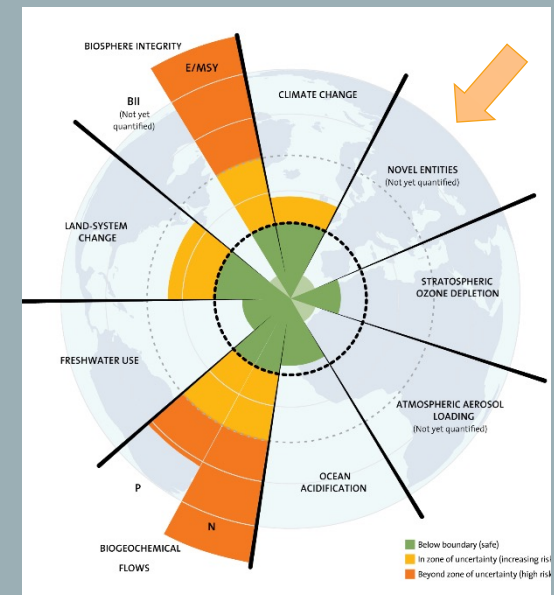 BIOSPHERE INTEGRITY
E/MSY
BII
(Not yet
quantified)
CLIMATE CHANGE
NOVEL ENTITIES
(Not yet quantified)
LAND-SYSTEM
CHANGE
STRATOSPHERIC
OZONE DEPLETION
FRESHWATER USE
ATMOSPHERIC AEROSOL
LOADING
(Not yet quantified)
OCEAN
ACIDIFICATION
P
N
BIOGEOCHEMICAL
FLOWS
Below boundary (safe)
In zone of uncertainty (increasing
Beyond zone of uncertainty (high risk